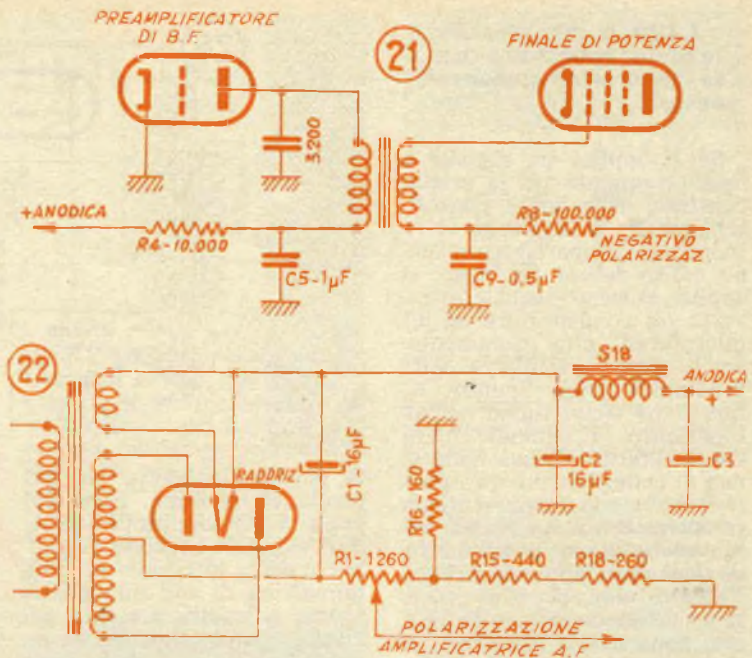 PREAMPLIFICATORE
DI B.F.
21
FINALE DI POTENZA
3.200
+ANODICA
R4-10.000
C5-1µF
R8-100.000
NEGATIVO
POLARIZZAZ.
C9-0,5µF
22
S18
ANODICA
+
RADDRIZ.
C1-16µF
R16-160
C2
16µF
C3
R1-1260
R15-440
R18-260
POLARIZZAZIONE
AMPLIFICATRICE A.F.